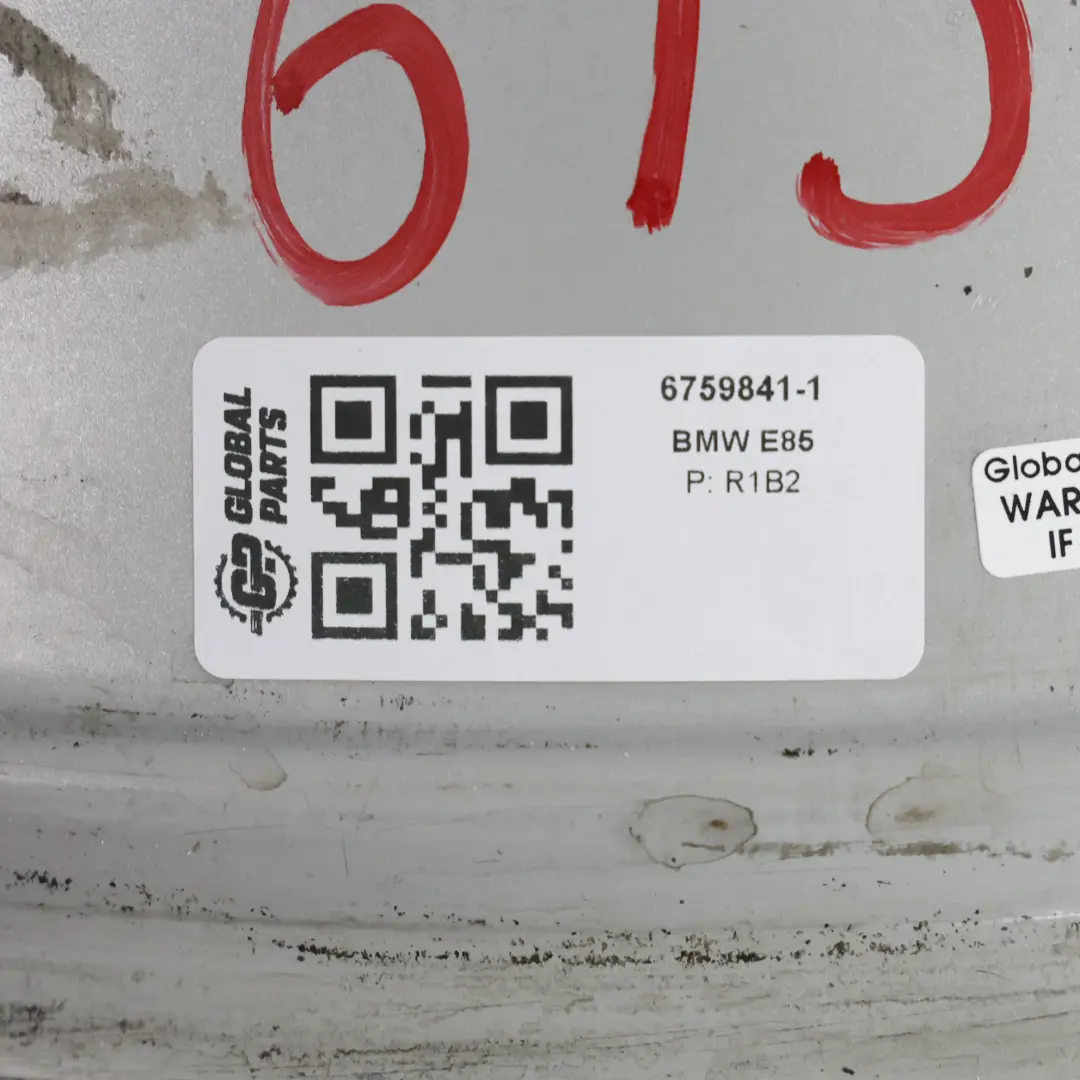 GLOBAL
PARTS
6759841-1
BMW E85
P: R1B2
Globa
WAR
IF